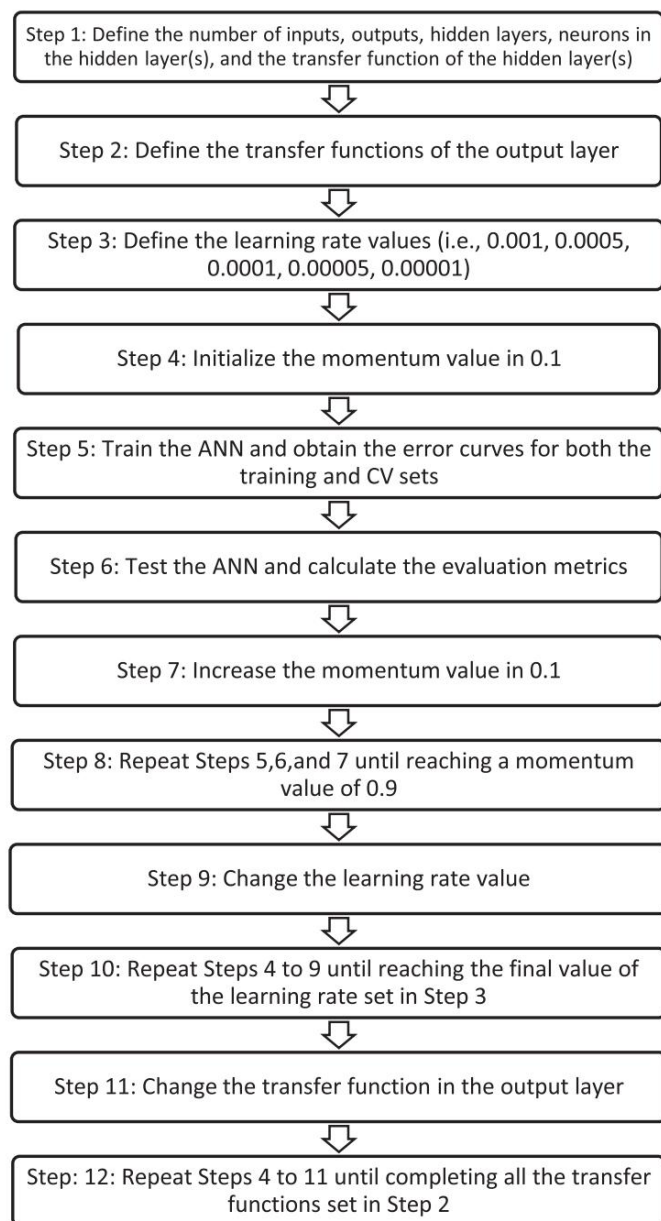 Step 1: Define the number of inputs, outputs, hidden layers, neurons in
the hidden layer(s), and the transfer function of the hidden layer(s)
Step 2: Define the transfer functions of the output layer
Step 3: Define the learning rate values (i.e., 0.001, 0.0005,
0.0001, 0.00005, 0.00001)
Step 4: Initialize the momentum value in 0.1
Step 5: Train the ANN and obtain the error curves for both the
training and CV sets
Step 6: Test the ANN and calculate the evaluation metrics
Step 7: Increase the momentum value in 0.1
Step 8: Repeat Steps 5,6,and 7 until reaching a momentum
value of 0.9
Step 9: Change the learning rate value
Step 10: Repeat Steps 4 to 9 until reaching the final value of
the learning rate set in Step 3
Step 11: Change the transfer function in the output layer
Step: 12: Repeat Steps 4 to 11 until completing all the transfer
functions set in Step 2